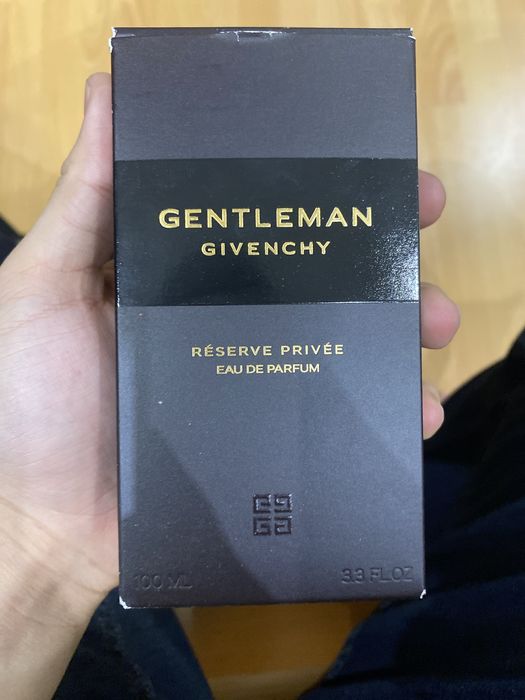 GENTLEMAN
GIVENCHY
RÉSERVE PRIVÉE
EAU DE PARFUM
100 ML 3.3 FL.OZ